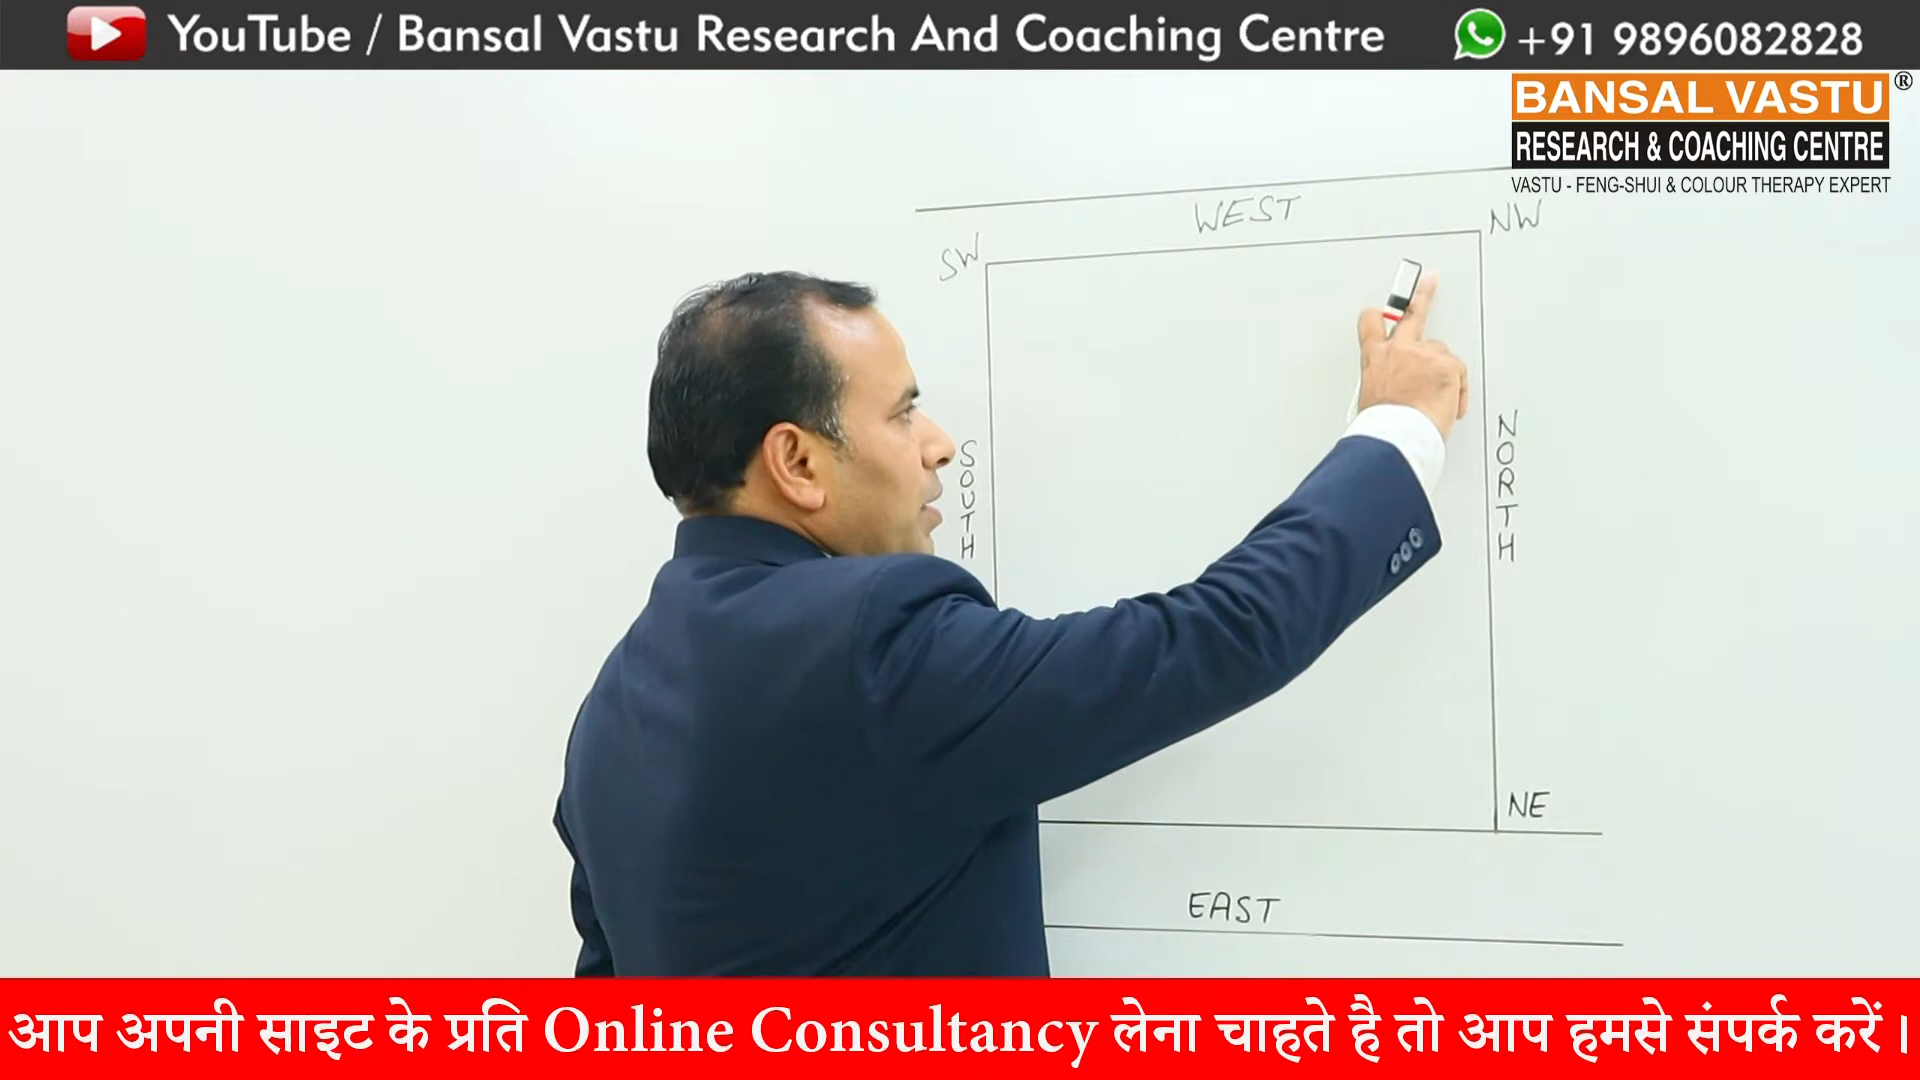 YouTube / Bansal Vastu Research And Coaching Centre +91 9896082828
BANSAL VASTU ®
RESEARCH & COACHING CENTRE
VASTU - FENG-SHUI & COLOUR THERAPY EXPERT
WEST
NW
SW
SOUTH
NORTH
NE
EAST
आप अपनी साइट के प्रति Online Consultancy लेना चाहते है तो आप हमसे संपर्क करें।